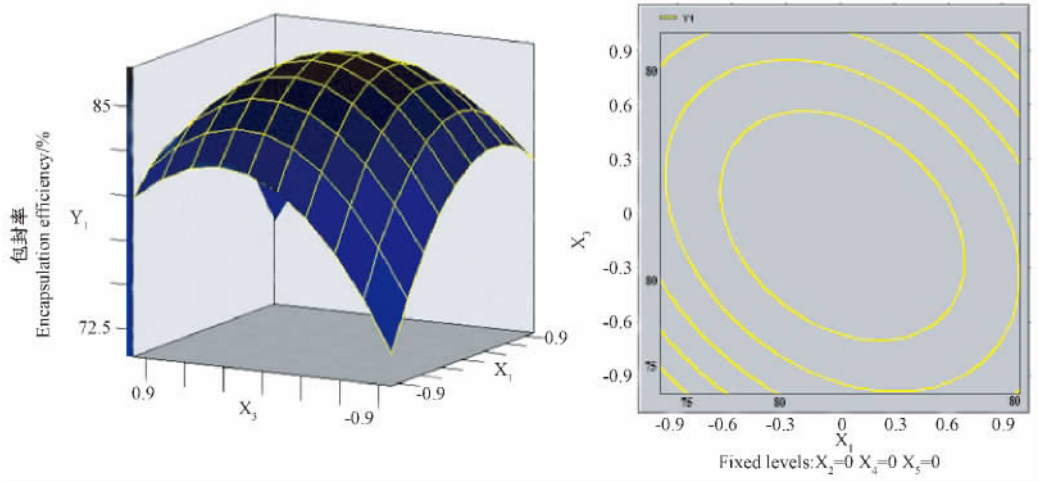 85
Y1
包封率
Encapsulation efficiency/%
72.5
0.9
X3
-0.9
-0.9
X1
0.9
Y1
0.9
0.6
0.3
0
-0.3
-0.6
-0.9
X3
80
80
75
75
80
80
-0.9 -0.6 -0.3 0 0.3 0.6 0.9
X1
Fixed levels:X2=0 X4=0 X5=0